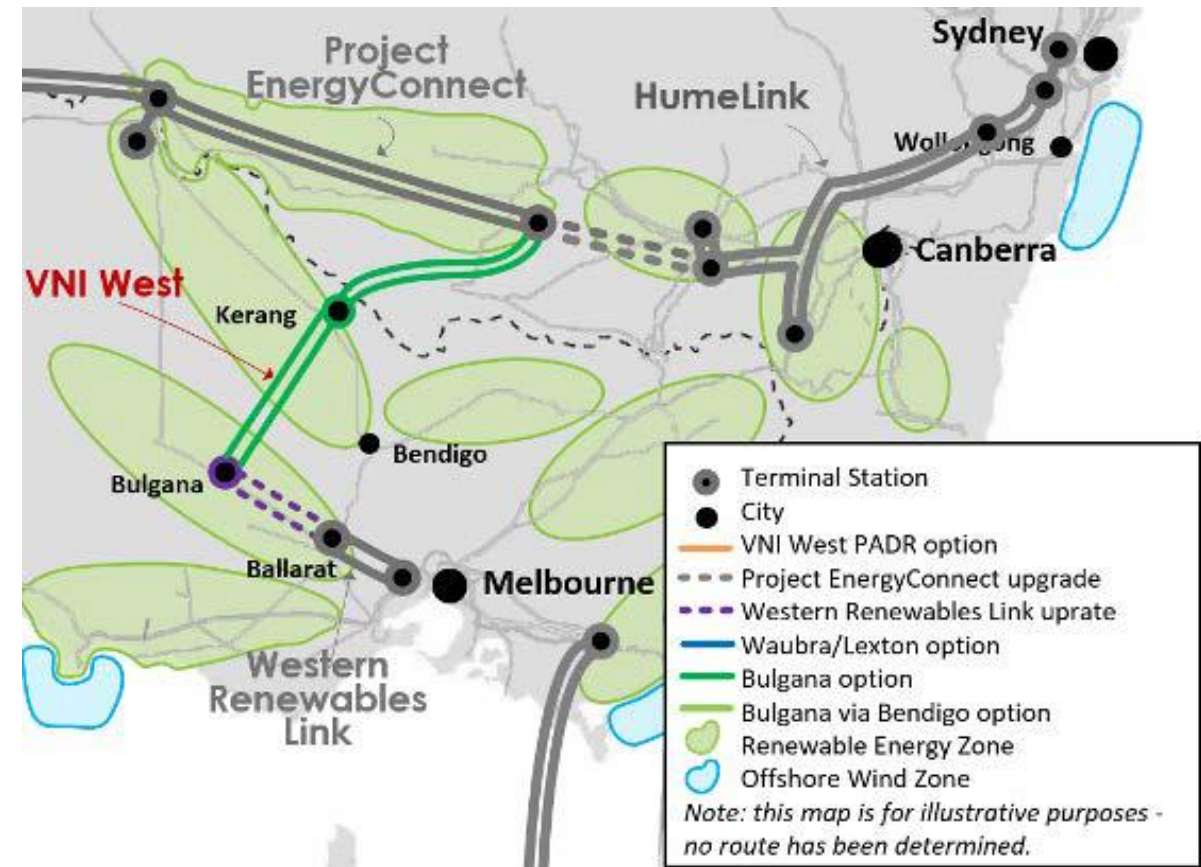 Sydney
Project
EnergyConnect
HumeLink
Wollongong
Canberra
VNI West
Kerang
Bendigo
Bulgana
Ballarat
Melbourne
Western
Renewables
Link
Terminal Station
City
VNI West PADR option
Project EnergyConnect upgrade
Western Renewables Link uprate
Waubra/Lexton option
Bulgana option
Bulgana via Bendigo option
Renewable Energy Zone
Offshore Wind Zone
Note: this map is for illustrative purposes -
no route has been determined.